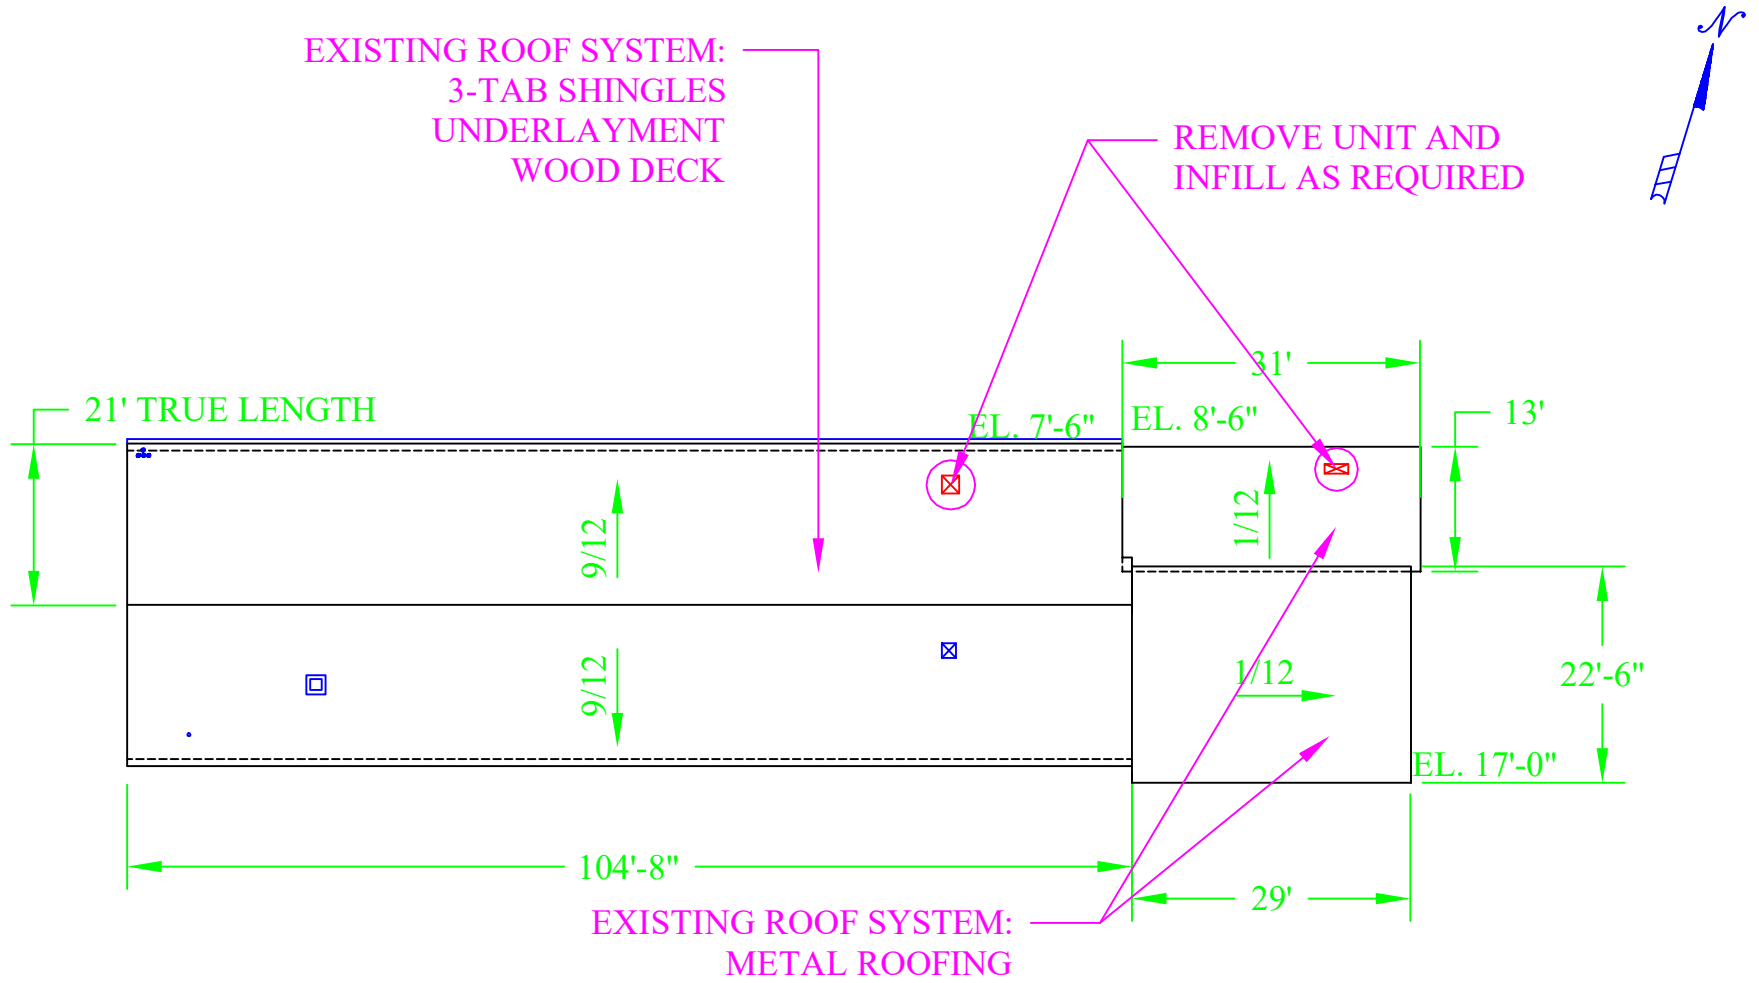 N
EXISTING ROOF SYSTEM:
3-TAB SHINGLES
UNDERLAYMENT
WOOD DECK
REMOVE UNIT AND
INFILL AS REQUIRED
31'
21' TRUE LENGTH
EL. 7'-6"
EL. 8'-6"
13'
9/12
1/12
9/12
1/12
22'-6"
EL. 17'-0"
104'-8"
29'
EXISTING ROOF SYSTEM:
METAL ROOFING